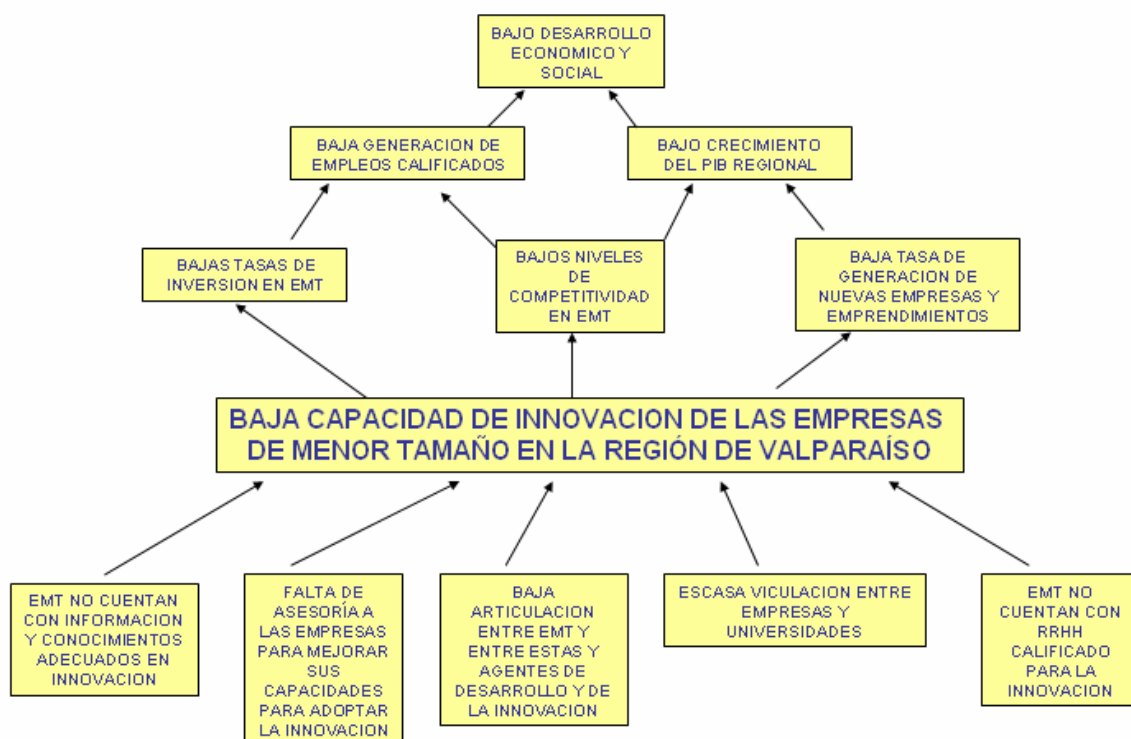 BAJO DESARROLLO
ECONOMICO Y
SOCIAL
BAJA GENERACION DE
EMPLEOS CALIFICADOS
BAJO CRECIMIENTO
DEL PIB REGIONAL
BAJAS TASAS DE
INVERSION EN EMT
BAJOS NIVELES
DE
COMPETITIVIDAD
EN EMT
BAJA TASA DE
GENERACION DE
NUEVAS EMPRESAS Y
EMPRENDIMIENTOS
BAJA CAPACIDAD DE INNOVACION DE LAS EMPRESAS
DE MENOR TAMAÑO EN LA REGIÓN DE VALPARAÍSO
EMT NO CUENTAN
CON INFORMACION
Y CONOCIMIENTOS
ADECUADOS EN
INNOVACION
FALTA DE
ASESORÍA A
LAS EMPRESAS
PARA MEJORAR
SUS
CAPACIDADES
PARA ADOPTAR
LA INNOVACION
BAJA
ARTICULACION
ENTRE EMT Y
ENTRE ESTAS Y
AGENTES DE
DESARROLLO Y DE
LA INNOVACION
ESCASA VICULACION ENTRE
EMPRESAS Y
UNIVERSIDADES
EMT NO
CUENTAN CON
RRHH
CALIFICADO
PARA LA
INNOVACION